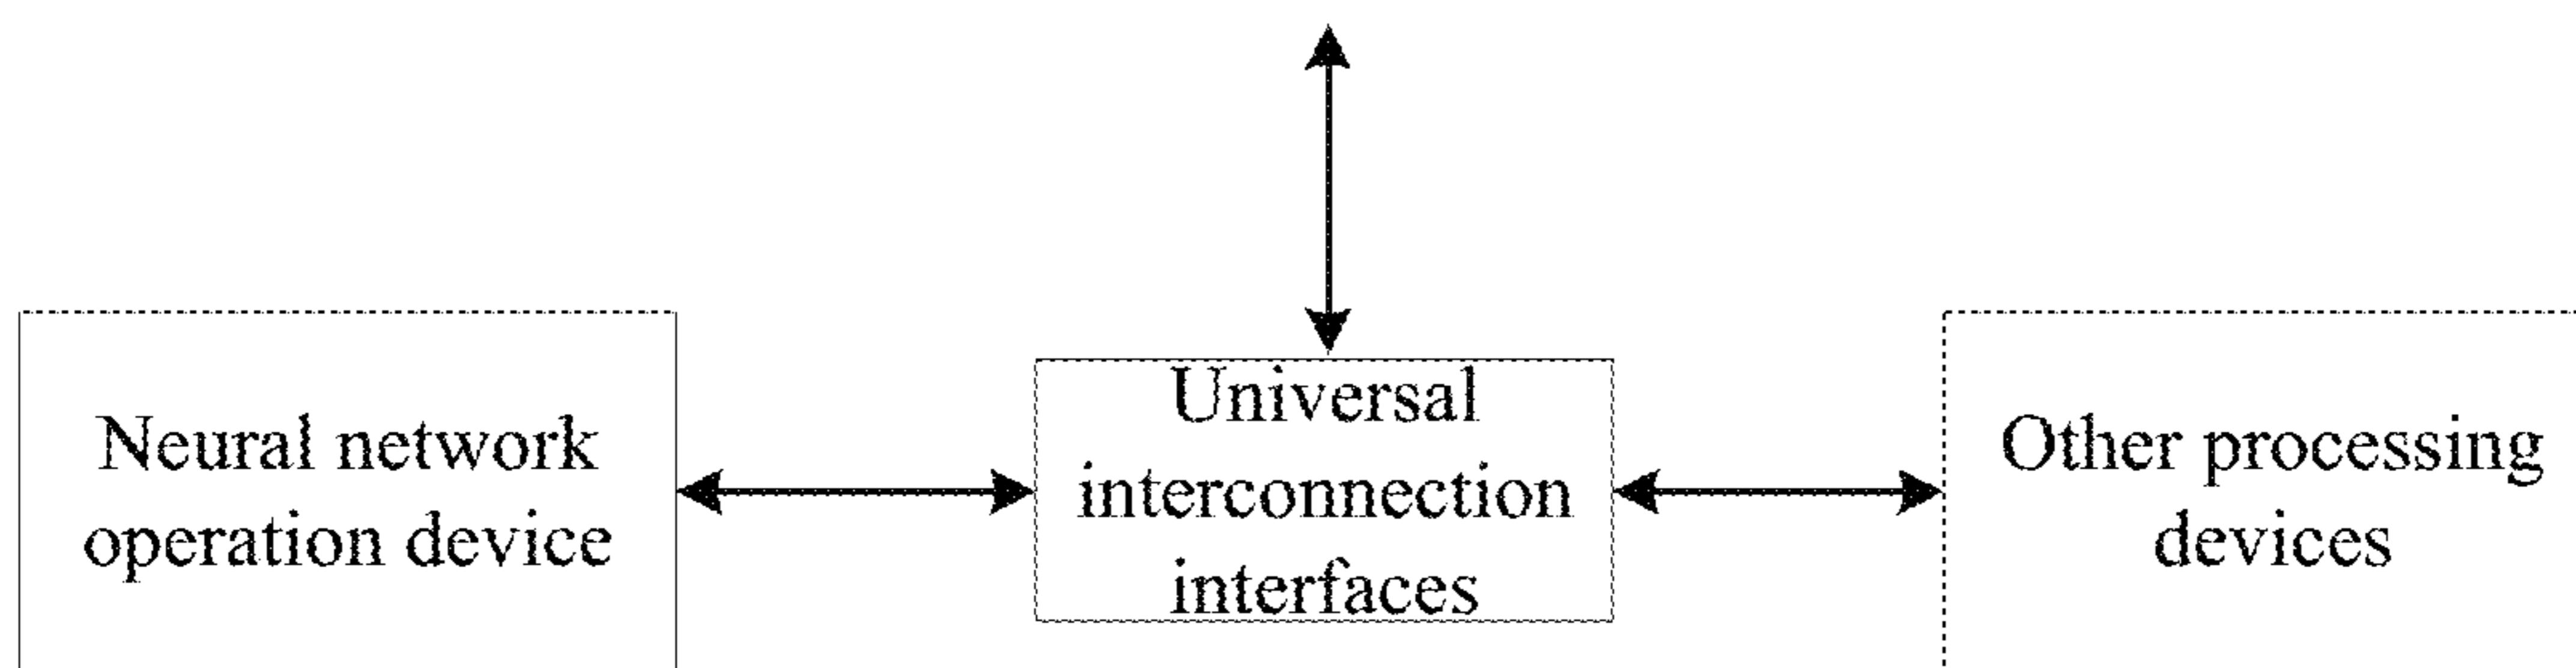 Neural network
operation device
Universal
interconnection
interfaces
Other processing
devices